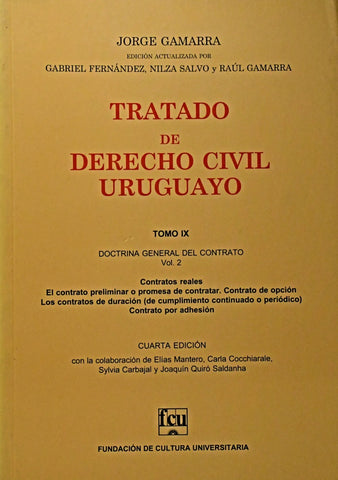 JORGE GAMARRA
EDICIÓN ACTUALIZADA POR
GABRIEL FERNÁNDEZ, NILZA SALVO y RAÚL GAMARRA
TRATADO
DE
DERECHO CIVIL
URUGUAYO
TOMO IX
DOCTRINA GENERAL DEL CONTRATO
Vol. 2
Contratos reales
El contrato preliminar o promesa de contratar. Contrato de opción
Los contratos de duración (de cumplimiento continuado o periódico)
Contrato por adhesión
CUARTA EDICIÓN
con la colaboración de Elías Mantero, Carla Cocchiarale,
Sylvia Carbajal y Joaquín Quiró Saldanha
fcu
FUNDACIÓN DE CULTURA UNIVERSITARIA